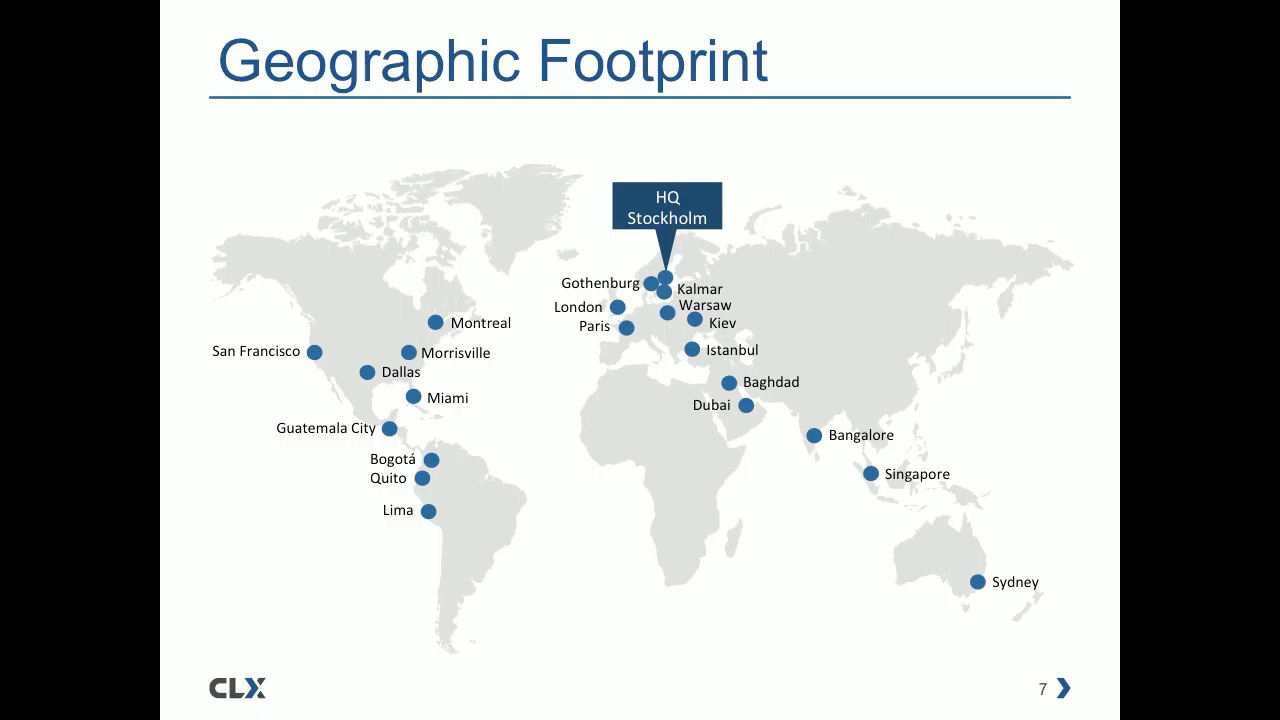 Geographic Footprint
HQ
Stockholm
Gothenburg
Kalmar
London
Warsaw
Paris
Kiev
Montreal
San Francisco
Morrisville
Istanbul
Dallas
Baghdad
Miami
Dubai
Guatemala City
Bangalore
Bogotá
Quito
Singapore
Lima
Sydney
CLX
7